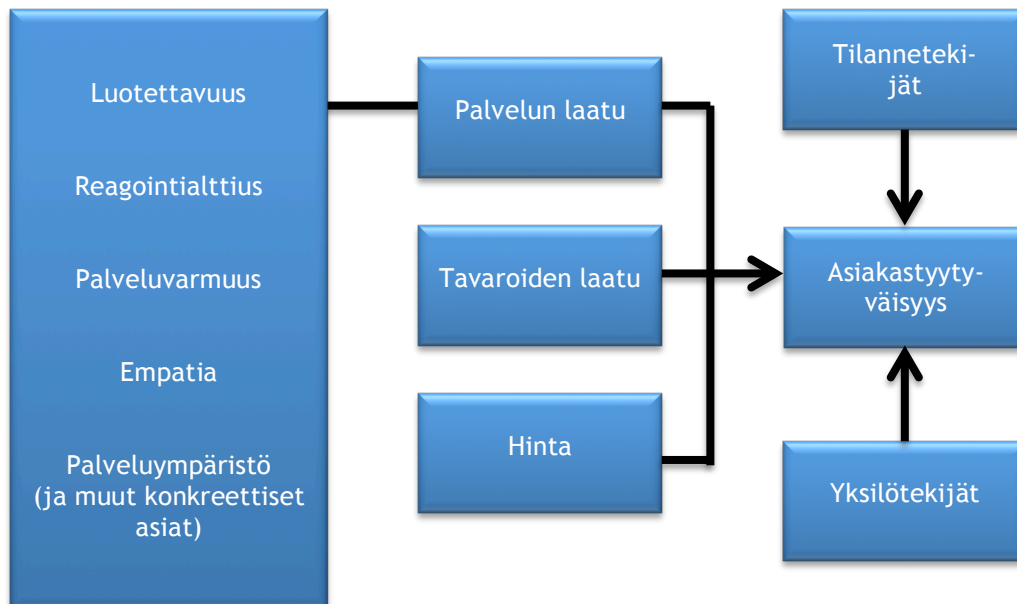 Luotettavuus
Reagointialttius
Palveluvarmuus
Empatia
Palveluympäristö
(ja muut konkreettiset
asiat)
Palvelun laatu
Tavaroiden laatu
Hinta
Tilanneteki-
jät
Asiakastyyty-
väisyys
Yksilötekijät